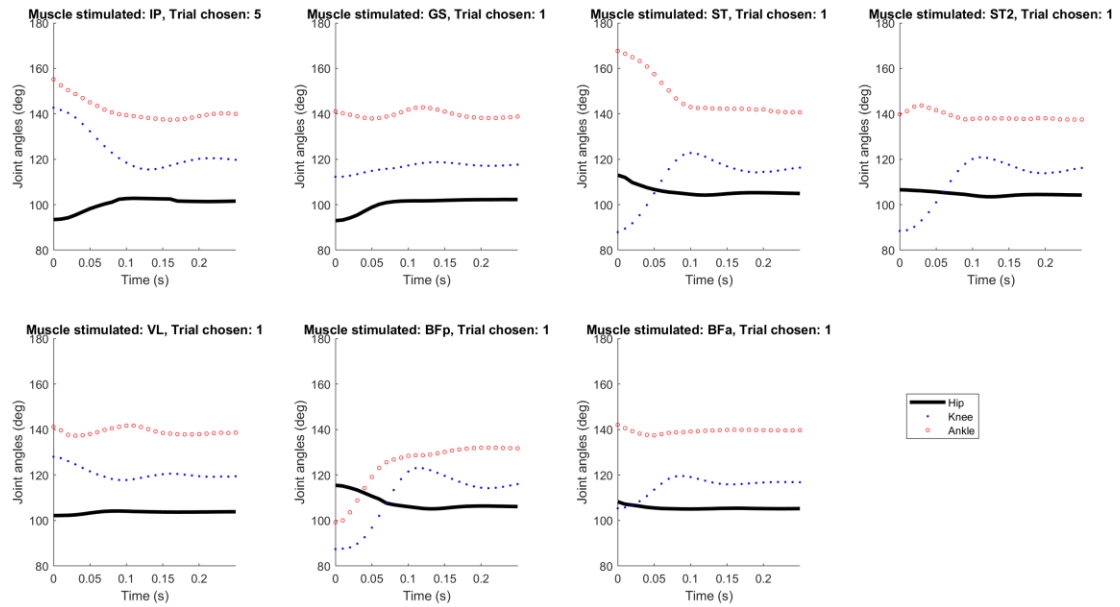 Muscle stimulated: IP, Trial chosen: 5
180
160
140
120
100
80
Joint angles (deg)
0 0.05 0.1 0.15 0.2
Time (s)
Muscle stimulated: GS, Trial chosen: 1
180
160
140
120
100
80
Joint angles (deg)
0 0.05 0.1 0.15 0.2
Time (s)
Muscle stimulated: ST, Trial chosen: 1
180
160
140
120
100
80
Joint angles (deg)
0 0.05 0.1 0.15 0.2
Time (s)
Muscle stimulated: ST2, Trial chosen: 1
180
160
140
120
100
80
Joint angles (deg)
0 0.05 0.1 0.15 0.2
Time (s)
Muscle stimulated: VL, Trial chosen: 1
180
160
140
120
100
80
Joint angles (deg)
0 0.05 0.1 0.15 0.2
Time (s)
Muscle stimulated: BFp, Trial chosen: 1
180
160
140
120
100
80
Joint angles (deg)
0 0.05 0.1 0.15 0.2
Time (s)
Muscle stimulated: BFa, Trial chosen: 1
180
160
140
120
100
80
Joint angles (deg)
0 0.05 0.1 0.15 0.2
Time (s)
Hip
Knee
Ankle